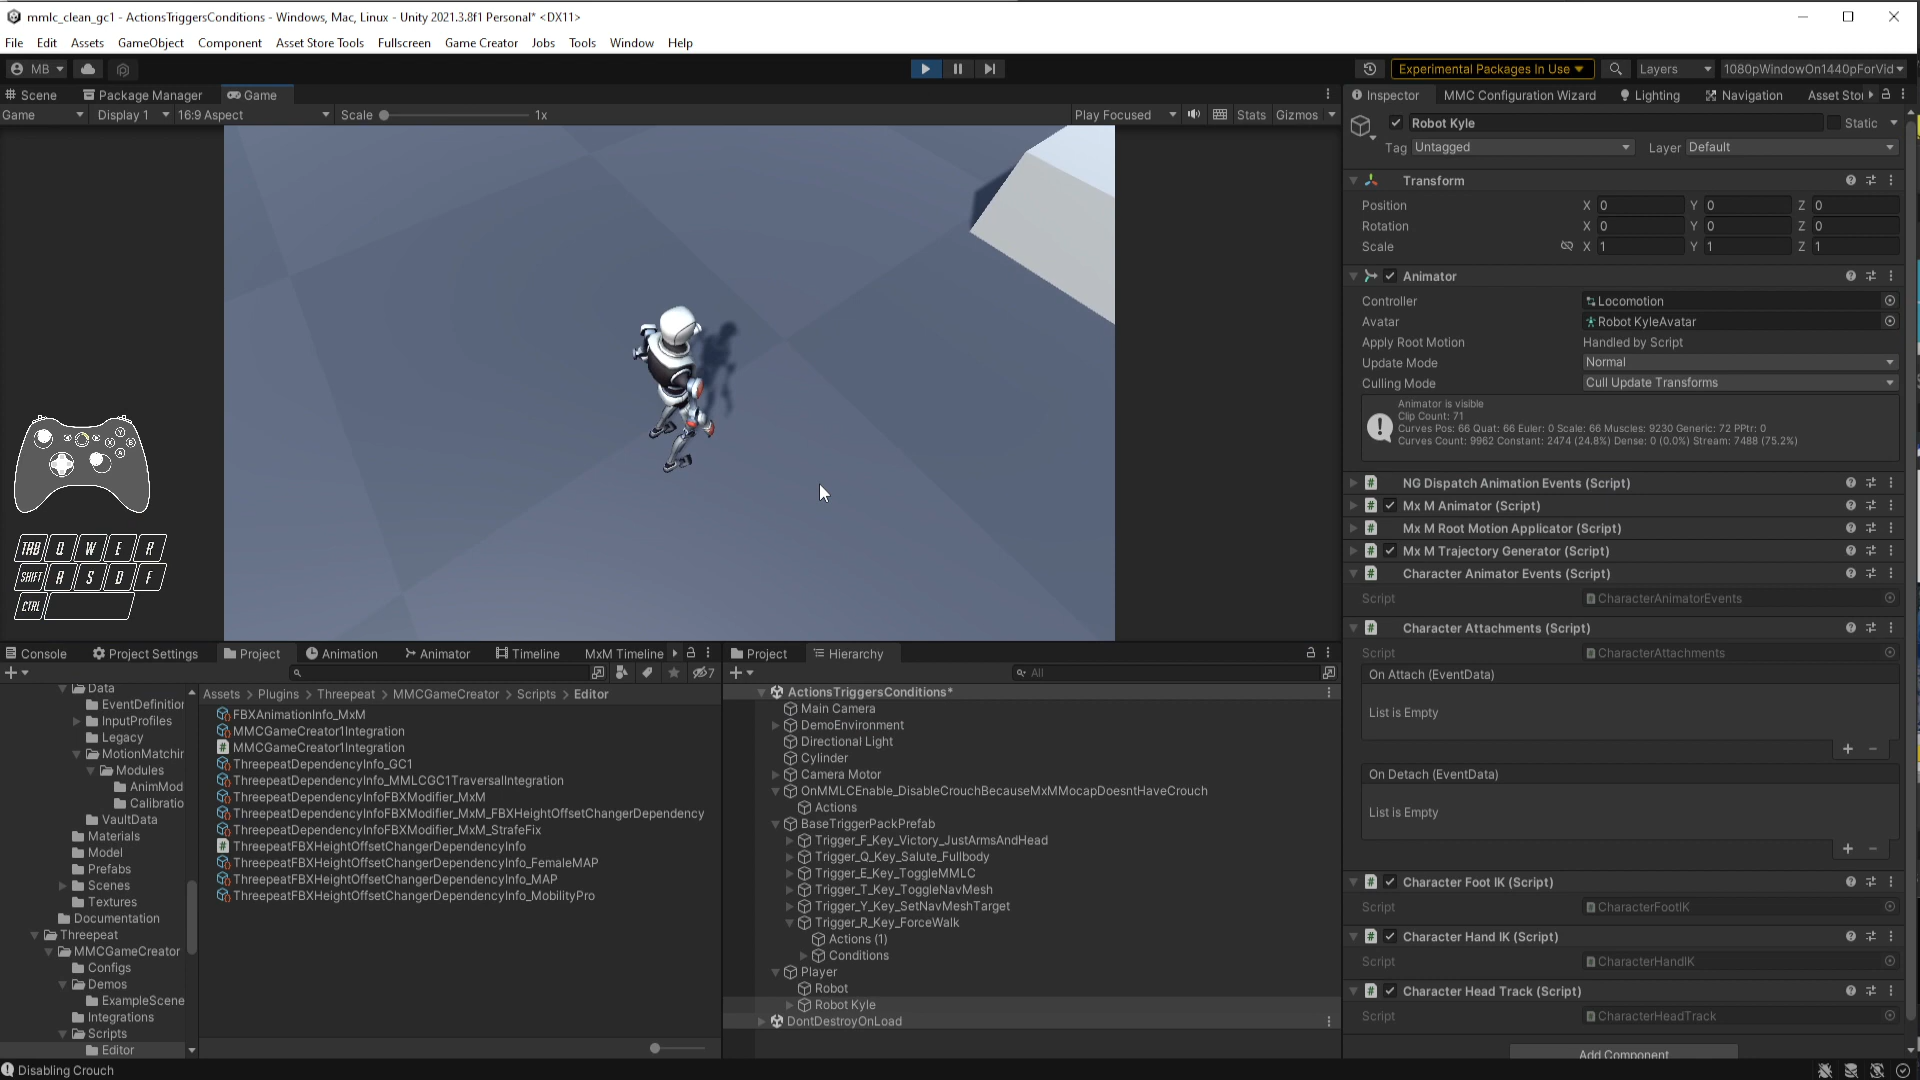 mmlc_clean_gc1 - ActionsTriggersConditions - Windows, Mac, Linux - Unity 2021.3.8f1 Personal* <DX11>
File Edit Assets GameObject Component Asset Store Tools Fullscreen Game Creator Jobs Tools Window Help
MB Experimental Packages In Use Layers 1080pWindowOn1440pForVid
Scene Package Manager Game
Game Display 1 16:9 Aspect Scale 1x Play Focused Stats Gizmos
TAB Q W E R
SHIFT A S D F
CTRL
Console Project Settings Project Animation Animator Timeline MxM Timeline
7
Data
EventDefinition
InputProfiles
Legacy
MotionMatchin
Modules
AnimMod
Calibratio
VaultData
Materials
Model
Prefabs
Scenes
Textures
Documentation
Threepeat
MMCGameCreator
Configs
Demos
ExampleScene
Integrations
Scripts
Editor
Assets > Plugins > Threepeat > MMCGameCreator > Scripts > Editor
FBXAnimationInfo_MxM
MMCGameCreator1Integration
MMCGameCreator1Integration
ThreepeatDependencyInfo_GC1
ThreepeatDependencyInfo_MMLCGC1TraversalIntegration
ThreepeatDependencyInfoFBXModifier_MxM
ThreepeatDependencyInfoFBXModifier_MxM_FBXHeightOffsetChangerDependency
ThreepeatDependencyInfoFBXModifier_MxM_StrafeFix
ThreepeatFBXHeightOffsetChangerDependencyInfo
ThreepeatFBXHeightOffsetChangerDependencyInfo_FemaleMAP
ThreepeatFBXHeightOffsetChangerDependencyInfo_MAP
ThreepeatFBXHeightOffsetChangerDependencyInfo_MobilityPro
Project Hierarchy
All
ActionsTriggersConditions*
Main Camera
DemoEnvironment
Directional Light
Cylinder
Camera Motor
OnMMLCEnable_DisableCrouchBecauseMxMMocapDoesntHaveCrouch
Actions
BaseTriggerPackPrefab
Trigger_F_Key_Victory_JustArmsAndHead
Trigger_Q_Key_Salute_Fullbody
Trigger_E_Key_ToggleMMLC
Trigger_T_Key_ToggleNavMesh
Trigger_Y_Key_SetNavMeshTarget
Trigger_R_Key_ForceWalk
Actions (1)
Conditions
Player
Robot
Robot Kyle
DontDestroyOnLoad
Inspector MMC Configuration Wizard Lighting Navigation Asset Stor
Robot Kyle Static
Tag Untagged Layer Default
Transform
Position X 0 Y 0 Z 0
Rotation X 0 Y 0 Z 0
Scale X 1 Y 1 Z 1
Animator
Controller Locomotion
Avatar Robot KyleAvatar
Apply Root Motion Handled by Script
Update Mode Normal
Culling Mode Cull Update Transforms
Animator is visible
Clip Count: 71
Curves Pos: 66 Quat: 66 Euler: 0 Scale: 66 Muscles: 9230 Generic: 72 PPtr: 0
Curves Count: 9962 Constant: 2474 (24.8%) Dense: 0 (0.0%) Stream: 7488 (75.2%)
NG Dispatch Animation Events (Script)
Mx M Animator (Script)
Mx M Root Motion Applicator (Script)
Mx M Trajectory Generator (Script)
Character Animator Events (Script)
Script CharacterAnimatorEvents
Character Attachments (Script)
Script CharacterAttachments
On Attach (EventData)
List is Empty
On Detach (EventData)
List is Empty
Character Foot IK (Script)
Script CharacterFootIK
Character Hand IK (Script)
Script CharacterHandIK
Character Head Track (Script)
Script CharacterHeadTrack
Add Component
Disabling Crouch